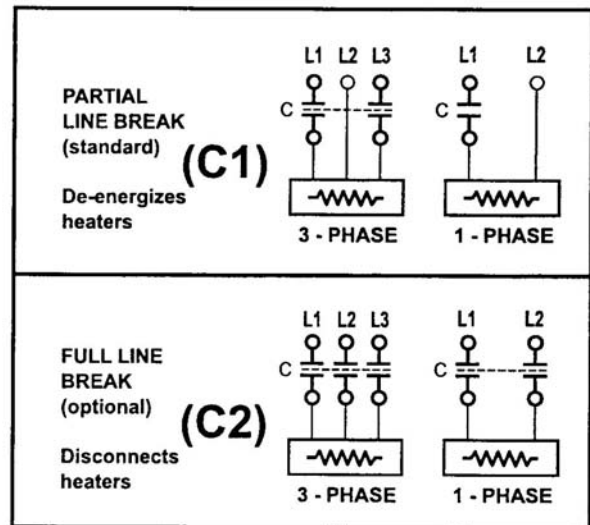 L1 L2 L3 L1 L2
PARTIAL
LINE BREAK
(standard)
(C1)
De-energizes
heaters
C C
3 - PHASE 1 - PHASE
L1 L2 L3 L1 L2
FULL LINE
BREAK
(optional)
(C2)
Disconnects
heaters
C C
3 - PHASE 1 - PHASE